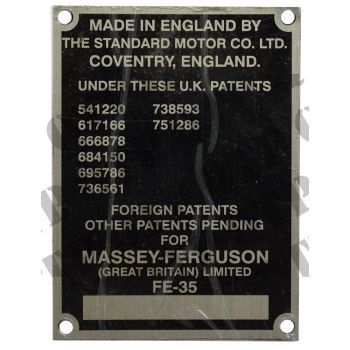 MADE IN ENGLAND BY
THE STANDARD MOTOR CO. LTD.
COVENTRY, ENGLAND.
UNDER THESE U.K. PATENTS
541220 738593
617166 751286
666878
684150
695786
736561
FOREIGN PATENTS
OTHER PATENTS PENDING
FOR
MASSEY-FERGUSON
(GREAT BRITAIN) LIMITED
FE-35